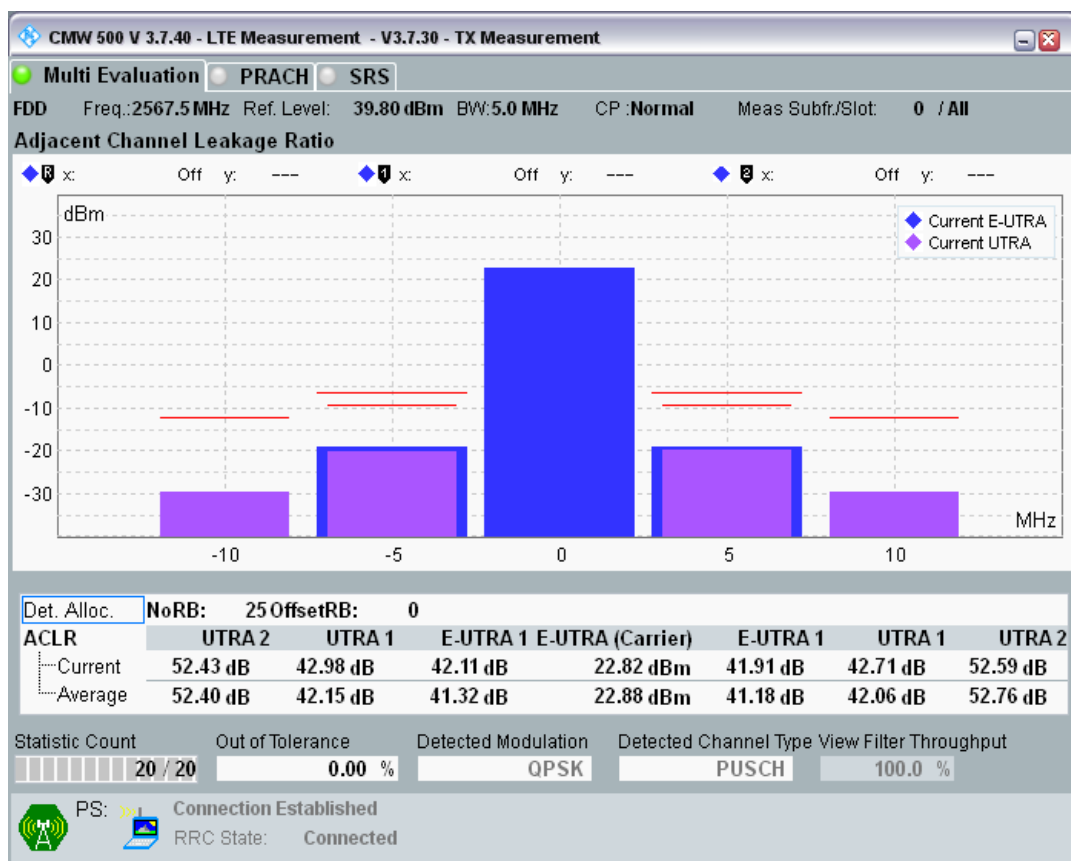 CMW 500 V 3.7.40 - LTE Measurement - V3.7.30 - TX Measurement
Multi Evaluation PRACH SRS
FDD Freq.:2567.5 MHz Ref. Level: 39.80 dBm BW:5.0 MHz CP :Normal Meas Subfr./Slot: 0 / All
Adjacent Channel Leakage Ratio
R x: Off y: --- 1 x: Off y: --- 2 x: Off y: ---
dBm
Current E-UTRA
Current UTRA
30
20
10
0
-10
-20
-30
MHz
-10 -5 0 5 10
Det. Alloc. NoRB: 25 OffsetRB: 0
ACLR UTRA 2 UTRA 1 E-UTRA 1 E-UTRA (Carrier) E-UTRA 1 UTRA 1 UTRA 2
Current 52.43 dB 42.98 dB 42.11 dB 22.82 dBm 41.91 dB 42.71 dB 52.59 dB
Average 52.40 dB 42.15 dB 41.32 dB 22.88 dBm 41.18 dB 42.06 dB 52.76 dB
Statistic Count Out of Tolerance Detected Modulation Detected Channel Type View Filter Throughput
20 / 20 0.00 % QPSK PUSCH 100.0 %
PS: Connection Established
RRC State: Connected